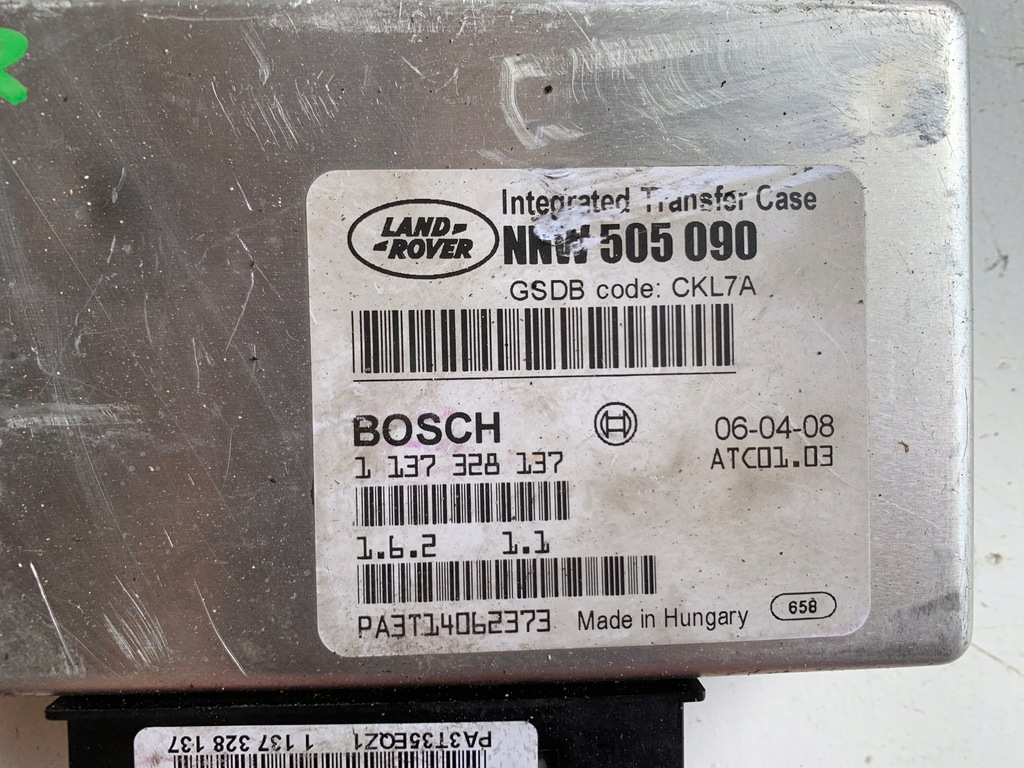 LAND ROVER
Integrated Transfer Case
NNW 505 090
GSDB code: CKL7A
BOSCH
06-04-08
1 137 328 137
ATC01.03
1.6.2 1.1
PA3T14062373 Made in Hungary 658
PA3T35EQZ1 1 137 328 137